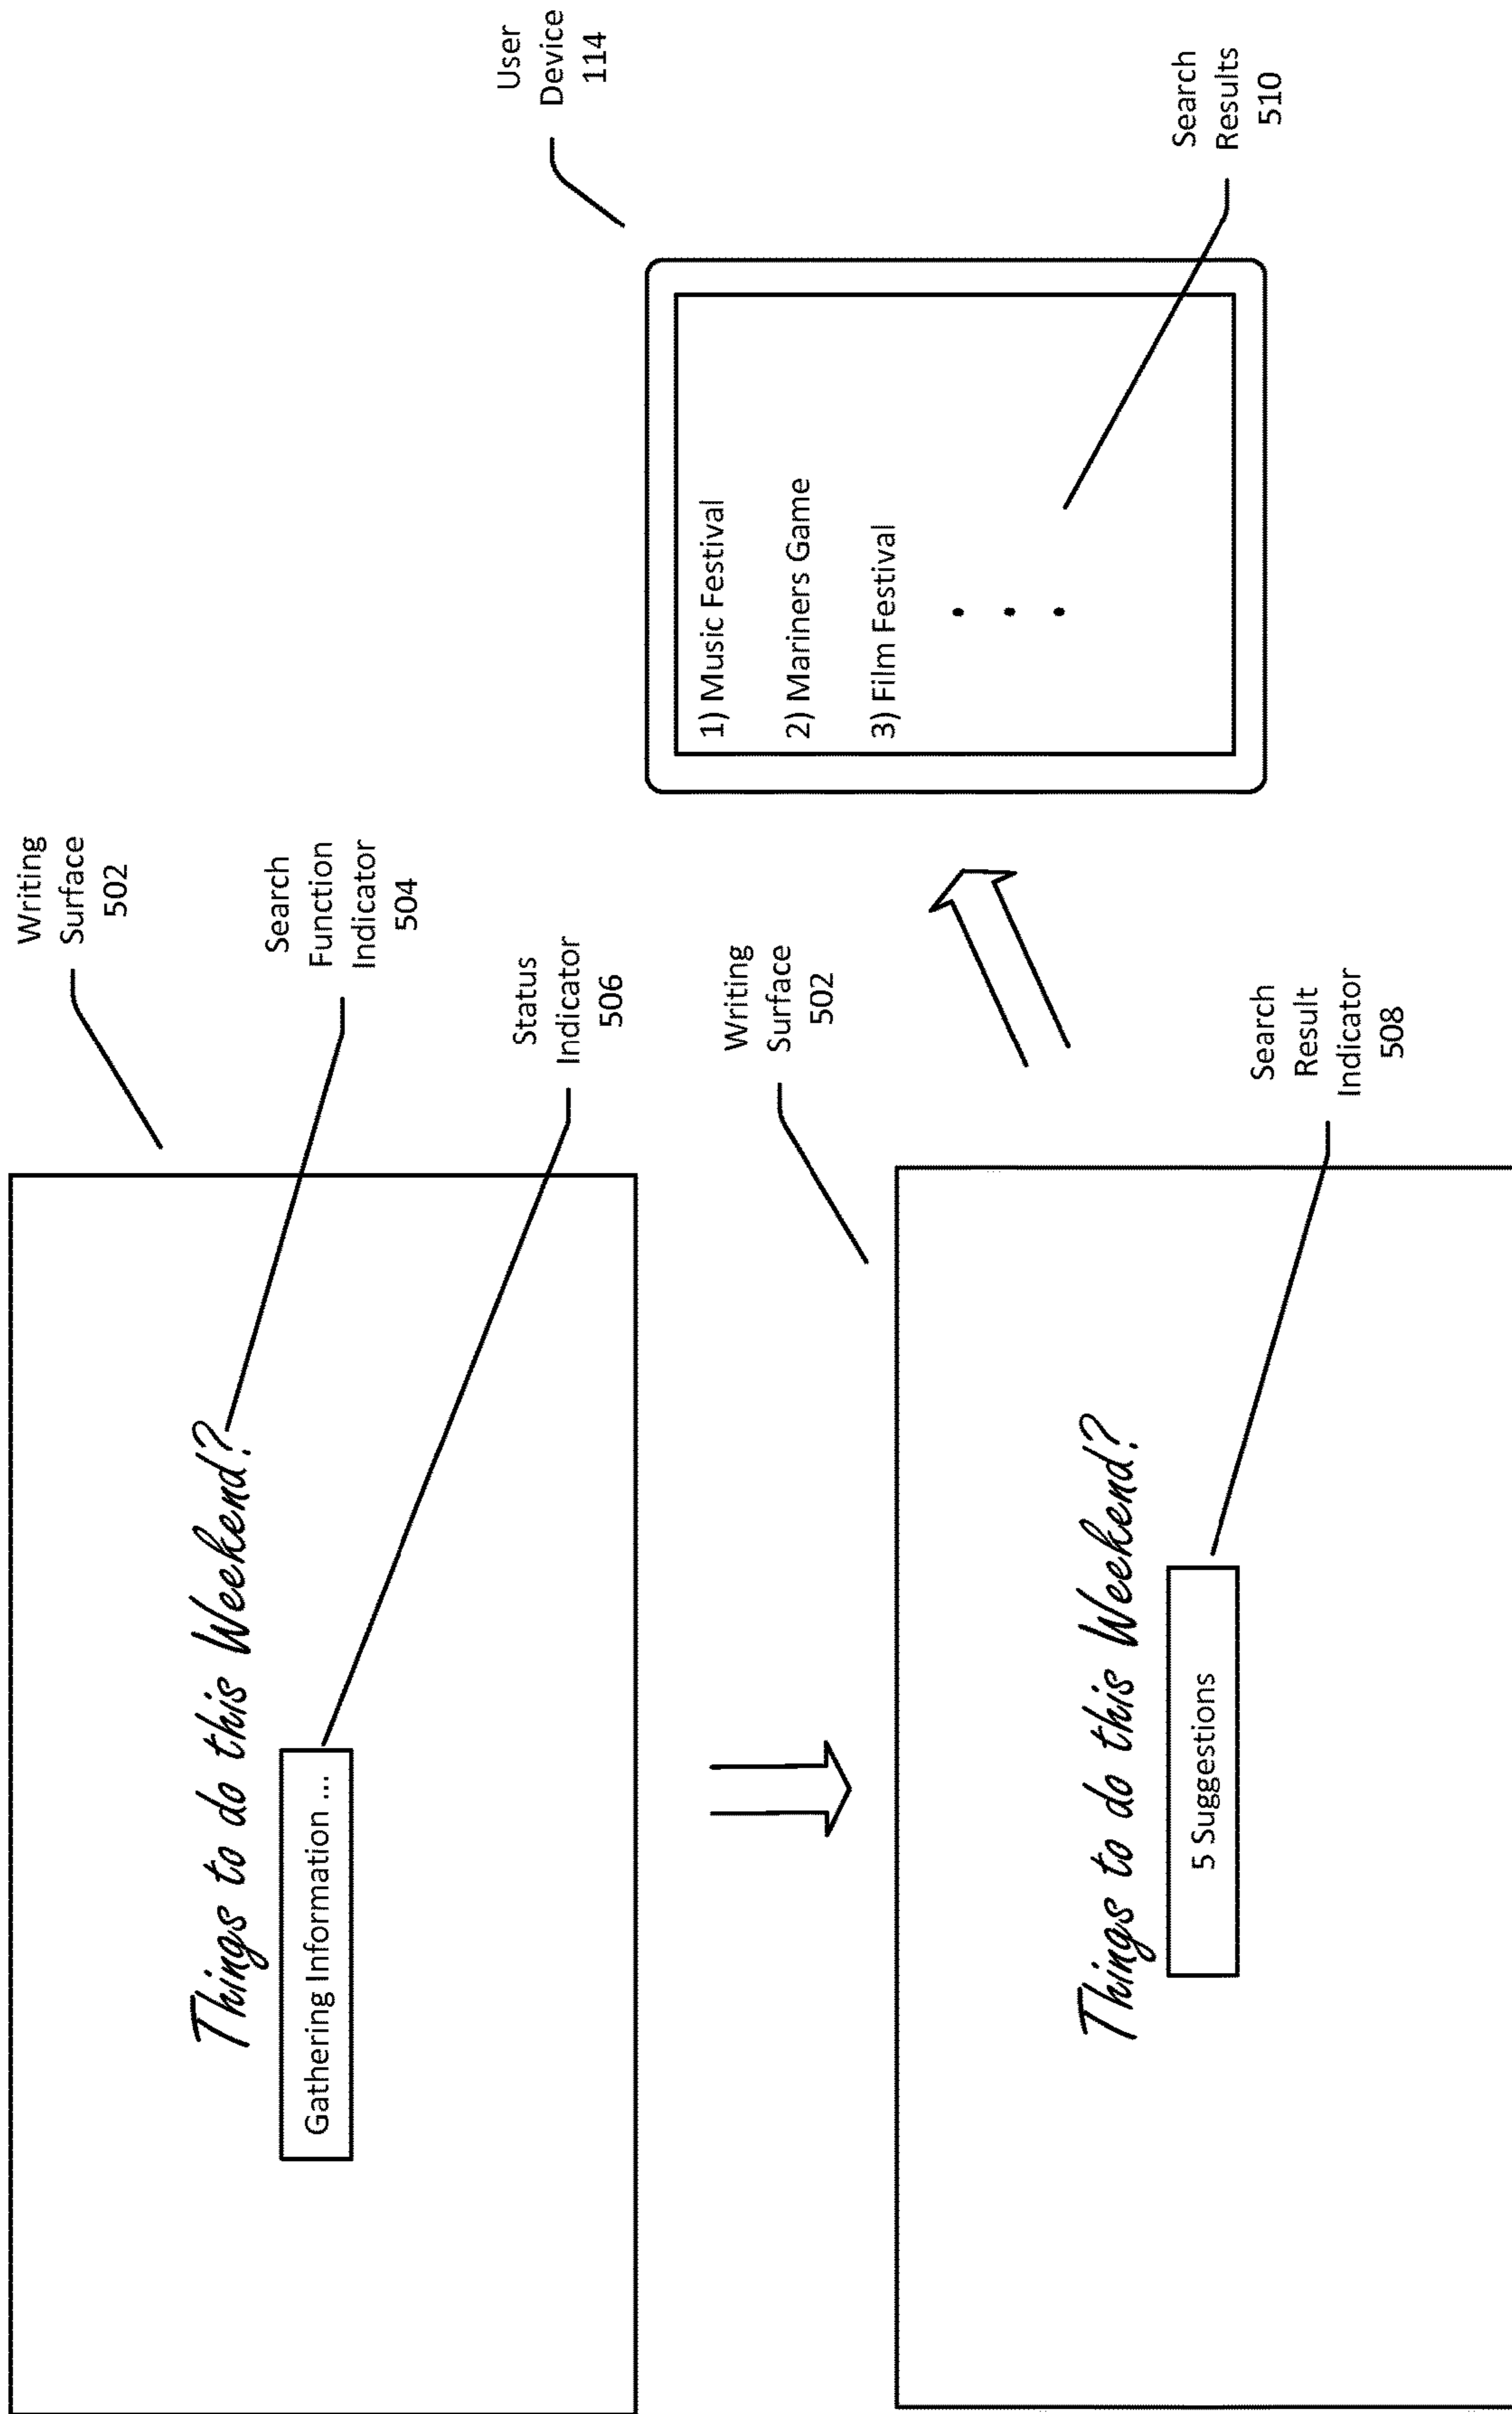 Writing
Surface
502
Things to do this Weekend?
Search
Function
Indicator
504
Gathering Information ...
Status
Indicator
506
Writing
Surface
502
Things to do this Weekend?
5 Suggestions
Search
Result
Indicator
508
User
Device
114
1) Music Festival
2) Mariners Game
3) Film Festival
Search
Results
510